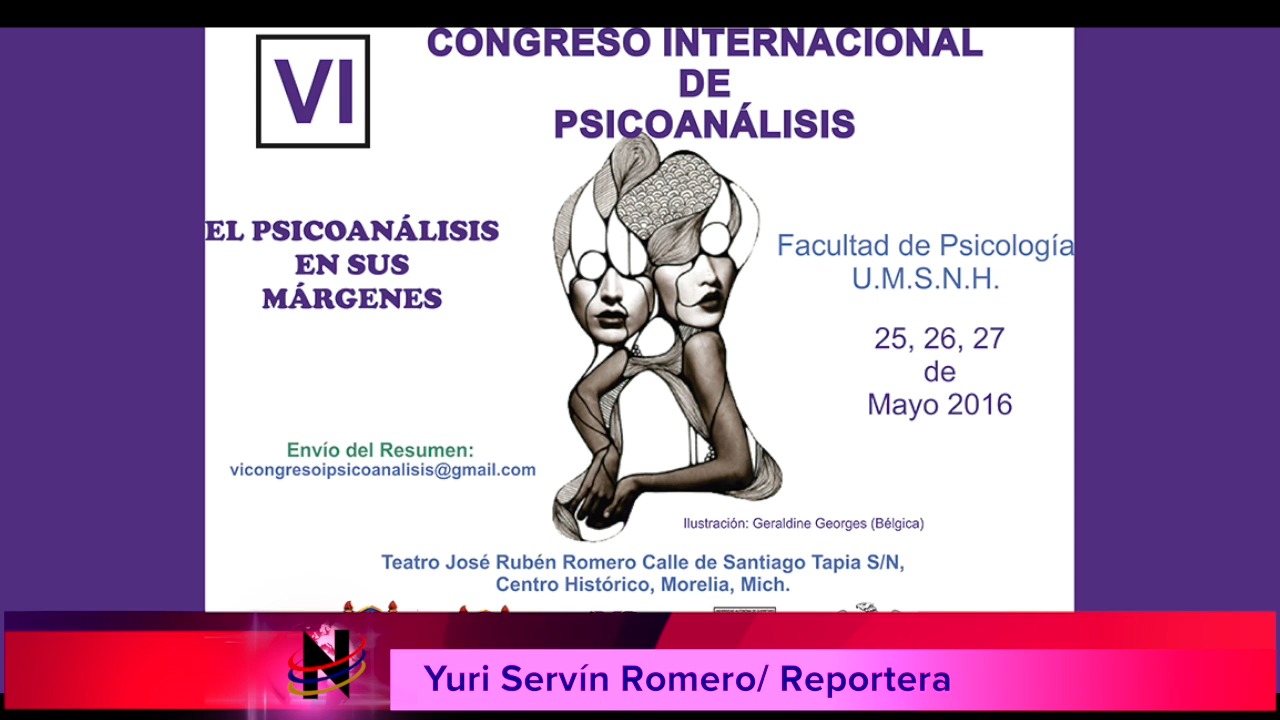 VI
CONGRESO INTERNACIONAL
DE
PSICOANÁLISIS
EL PSICOANÁLISIS
EN SUS
MÁRGENES
Facultad de Psicología
U.M.S.N.H.
25, 26, 27
de
Mayo 2016
Envío del Resumen:
vicongresoipsicoanalisis@gmail.com
Ilustración: Geraldine Georges (Bélgica)
Teatro José Rubén Romero Calle de Santiago Tapia S/N,
Centro Histórico, Morelia, Mich.
N
Yuri Servín Romero/ Reportera